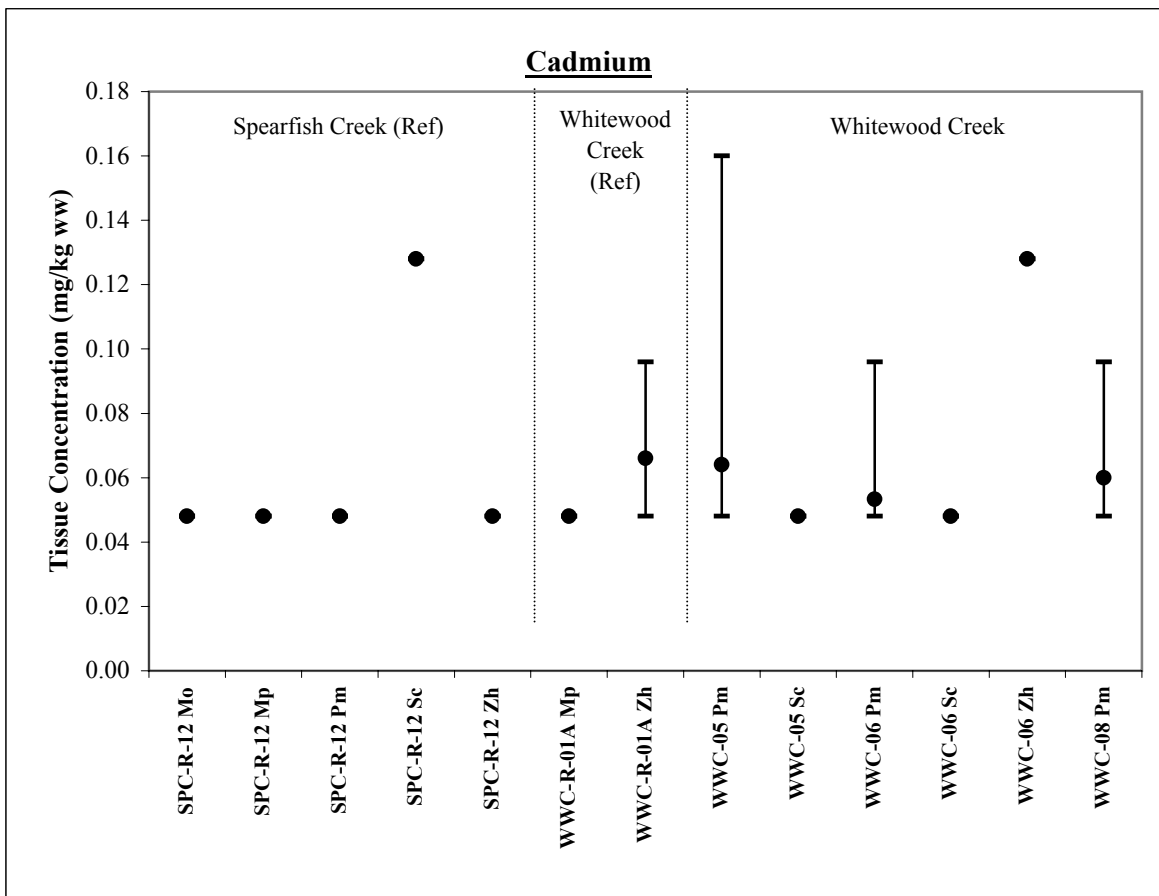 Cadmium
Spearfish Creek (Ref)
Whitewood
Creek
(Ref)
Whitewood Creek
Tissue Concentration (mg/kg ww)
0.18
0.16
0.14
0.12
0.10
0.08
0.06
0.04
0.02
0.00
SPC-R-12 Mo
SPC-R-12 Mp
SPC-R-12 Pm
SPC-R-12 Sc
SPC-R-12 Zh
WWC-R-01A Mp
WWC-R-01A Zh
WWC-05 Pm
WWC-05 Sc
WWC-06 Pm
WWC-06 Sc
WWC-06 Zh
WWC-08 Pm